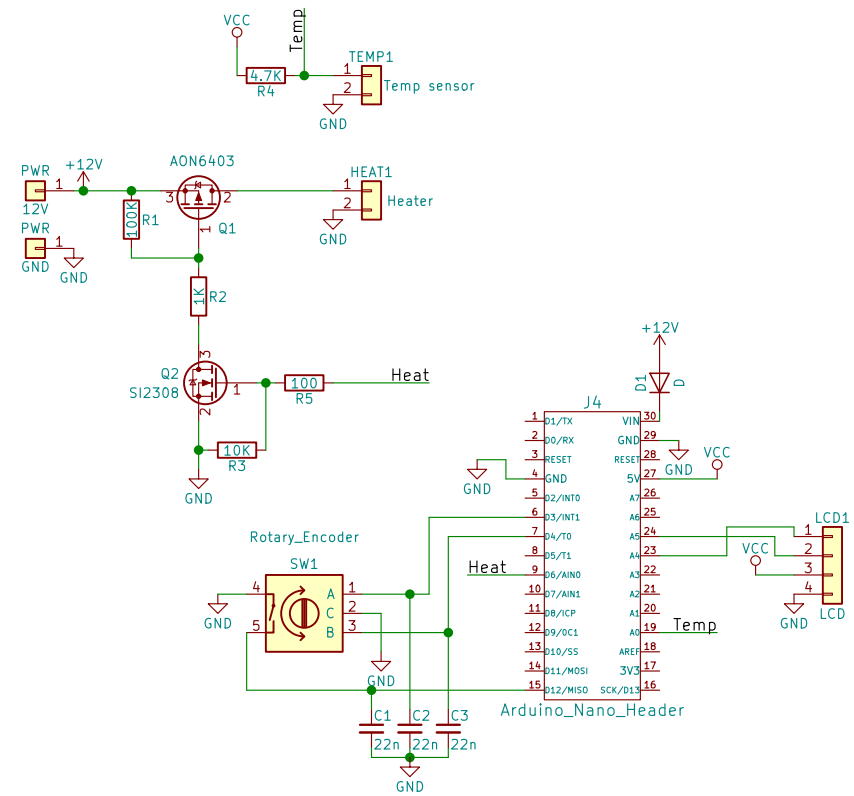 VCC
Temp
4.7K
R4
TEMP1
1
2
Temp sensor
GND
PWR
1
12V
+12V
PWR
1
GND
GND
100K
R1
AON6403
3
2
1
Q1
HEAT1
1
2
Heater
GND
1K
R2
Q2
SI2308
3
1
2
100
R5
Heat
10K
R3
GND
+12V
D1
D
J4
1 D1/TX
2 D0/RX
3 RESET
4 GND
5 D2/INT0
6 D3/INT1
7 D4/T0
8 D5/T1
9 D6/AIN0
10 D7/AIN1
11 D8/ICP
12 D9/OC1
13 D10/SS
14 D11/MOSI
15 D12/MISO
VIN 30
GND 29
RESET 28
5V 27
A7 26
A6 25
A5 24
A4 23
A3 22
A2 21
A1 20
A0 19
AREF 18
3V3 17
SCK/D13 16
Arduino_Nano_Header
GND
GND
VCC
Heat
Temp
LCD1
1
2
3
4
LCD
VCC
GND
Rotary_Encoder
SW1
4
5
A 1
C 2
B 3
GND
GND
C1
22n
C2
22n
C3
22n
GND